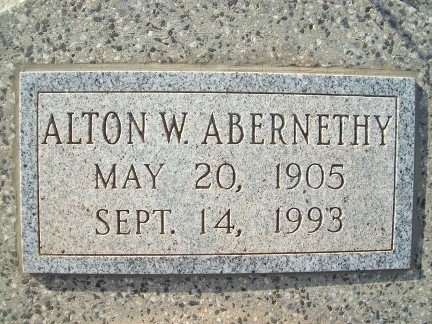 ALTON W. ABERNETHY
MAY 20, 1905
SEPT. 14, 1993